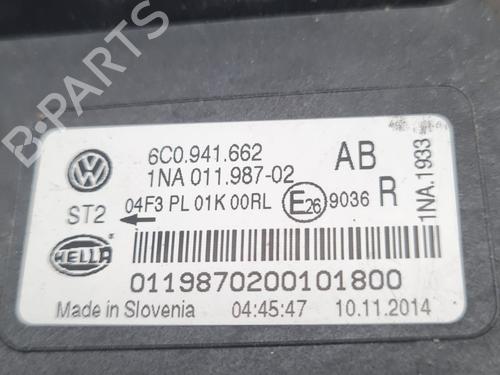 B-PARTS
6C0.941.662
AB
1NA 011.987-02
04F3 PL 01K 00RL
E26
9036
R
1NA.1933
ST2
HELLA
0119870200101800
Made in Slovenia 04:45:47 10.11.2014